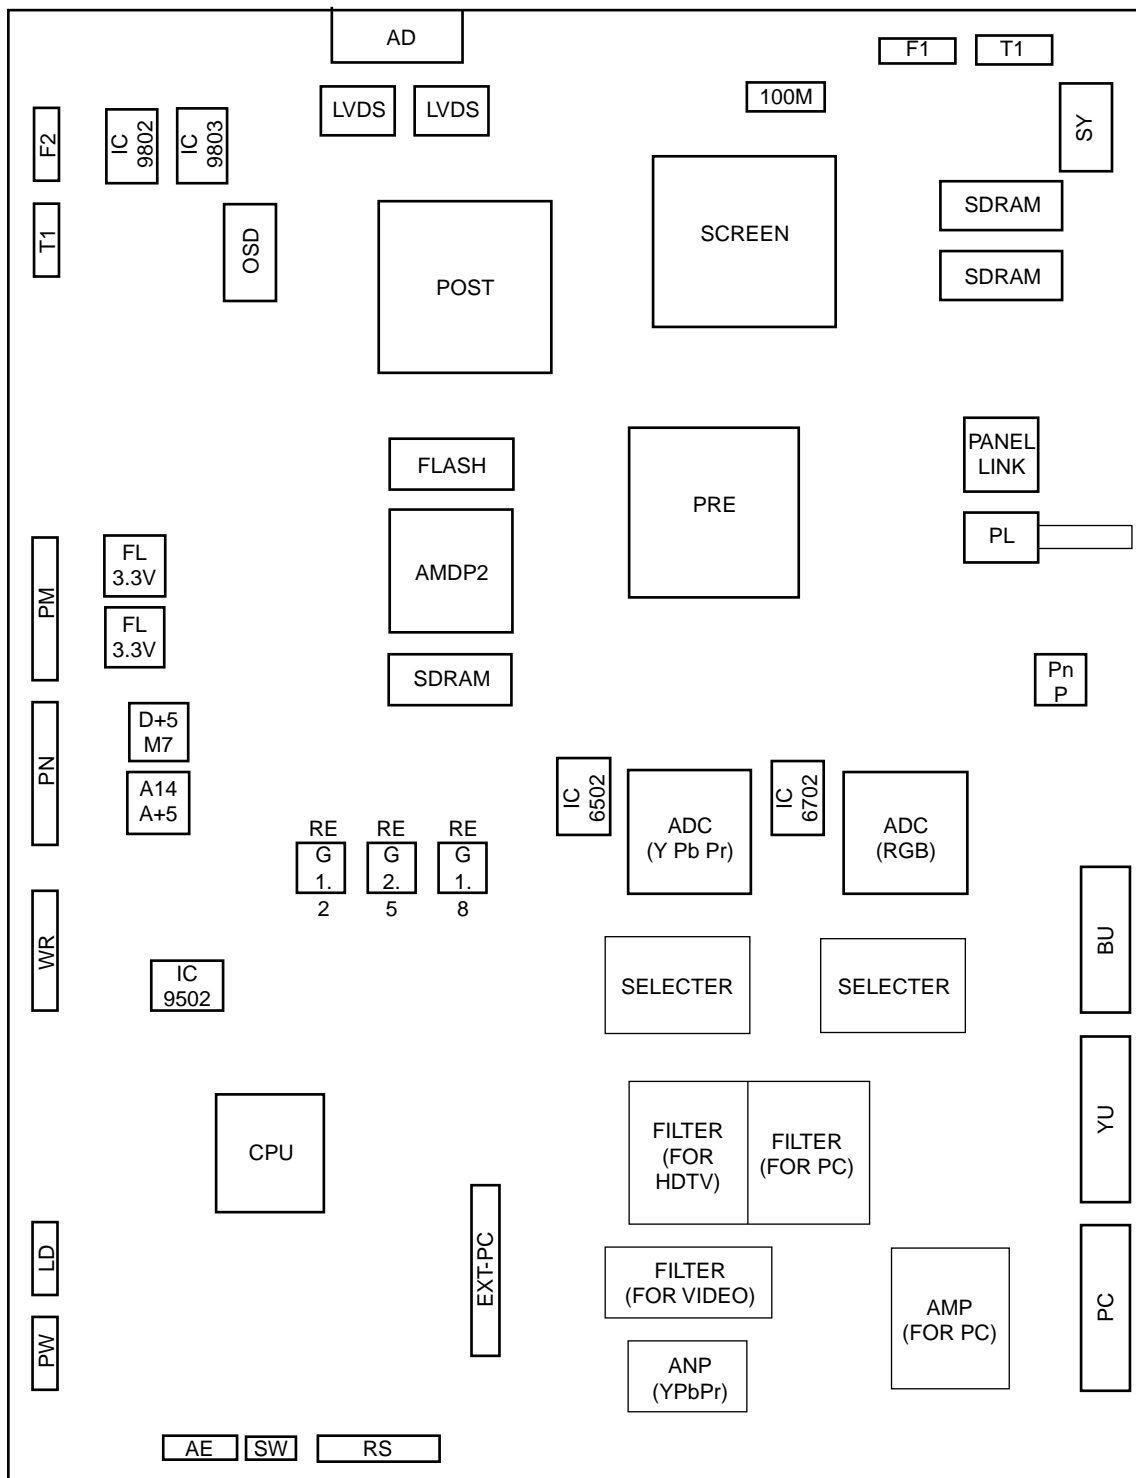 AD
F1
T1
LVDS
LVDS
100M
SY
F2
IC
9802
IC
9803
SCREEN
SDRAM
T1
OSD
POST
SDRAM
FLASH
PRE
PANEL
LINK
PL
FL
3.3V
AMDP2
PM
FL
3.3V
SDRAM
Pn
P
D+5
M7
PN
A14
A+5
IC
6502
ADC
(Y Pb Pr)
IC
6702
ADC
(RGB)
RE
G
1.
2
RE
G
2.
5
RE
G
1.
8
BU
WR
IC
9502
SELECTER
SELECTER
YU
CPU
FILTER
(FOR
HDTV)
FILTER
(FOR PC)
LD
EXT-PC
FILTER
(FOR VIDEO)
AMP
(FOR PC)
PC
PW
ANP
(YPbPr)
AE
SW
RS